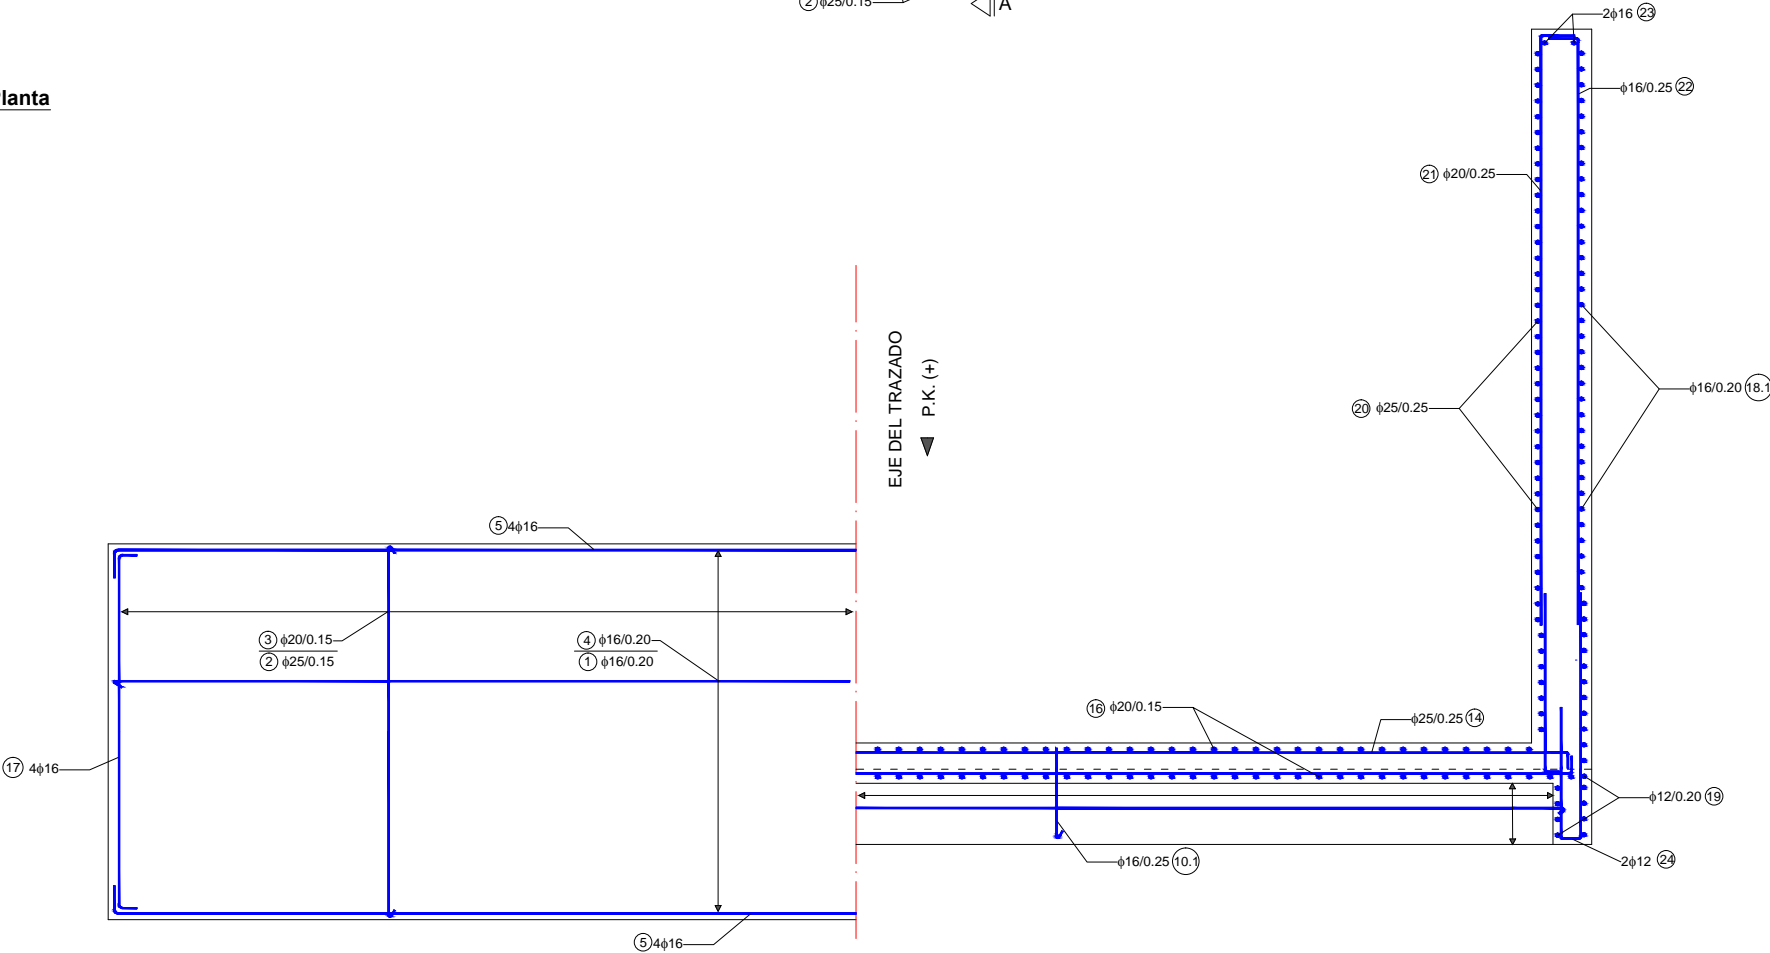 ② ϕ25/0.15
A
2ϕ16 ㉓
lanta
ϕ16/0.25 ㉒
㉑ ϕ20/0.25
EJE DEL TRAZADO
P.K. (+)
ϕ16/0.20 18.1
⑳ ϕ25/0.25
⑤ 4ϕ16
③ ϕ20/0.15
② ϕ25/0.15
④ ϕ16/0.20
① ϕ16/0.20
⑯ ϕ20/0.15
ϕ25/0.25 ⑭
⑰ 4ϕ16
ϕ12/0.20 ⑲
ϕ16/0.25 10.1
2ϕ12 ㉔
⑤ 4ϕ16